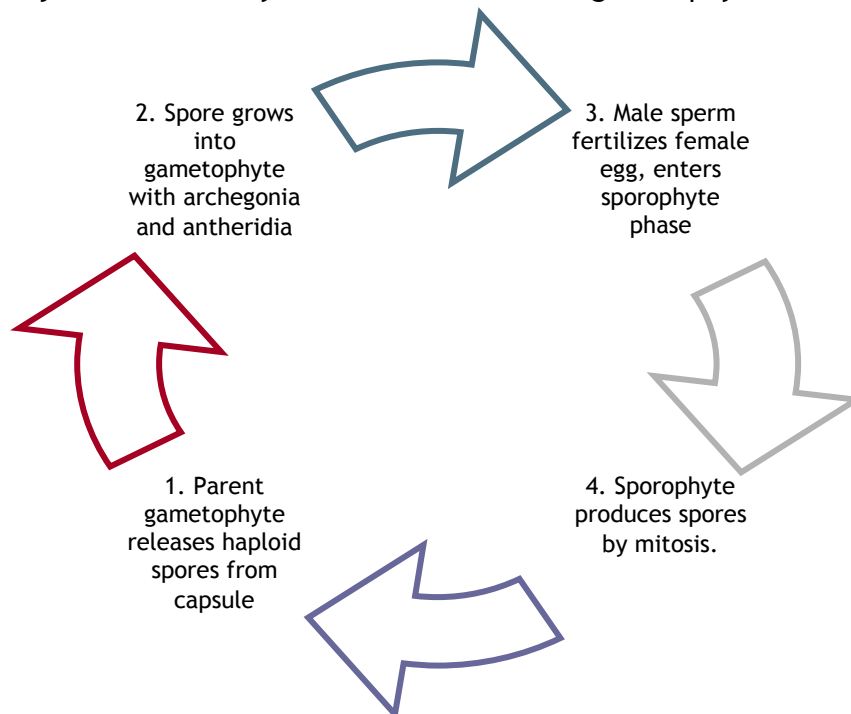 2. Spore grows
into
gametophyte
with archegonia
and antheridia
3. Male sperm
fertilizes female
egg, enters
sporophyte
phase
1. Parent
gametophyte
releases haploid
spores from
capsule
4. Sporophyte
produces spores
by mitosis.